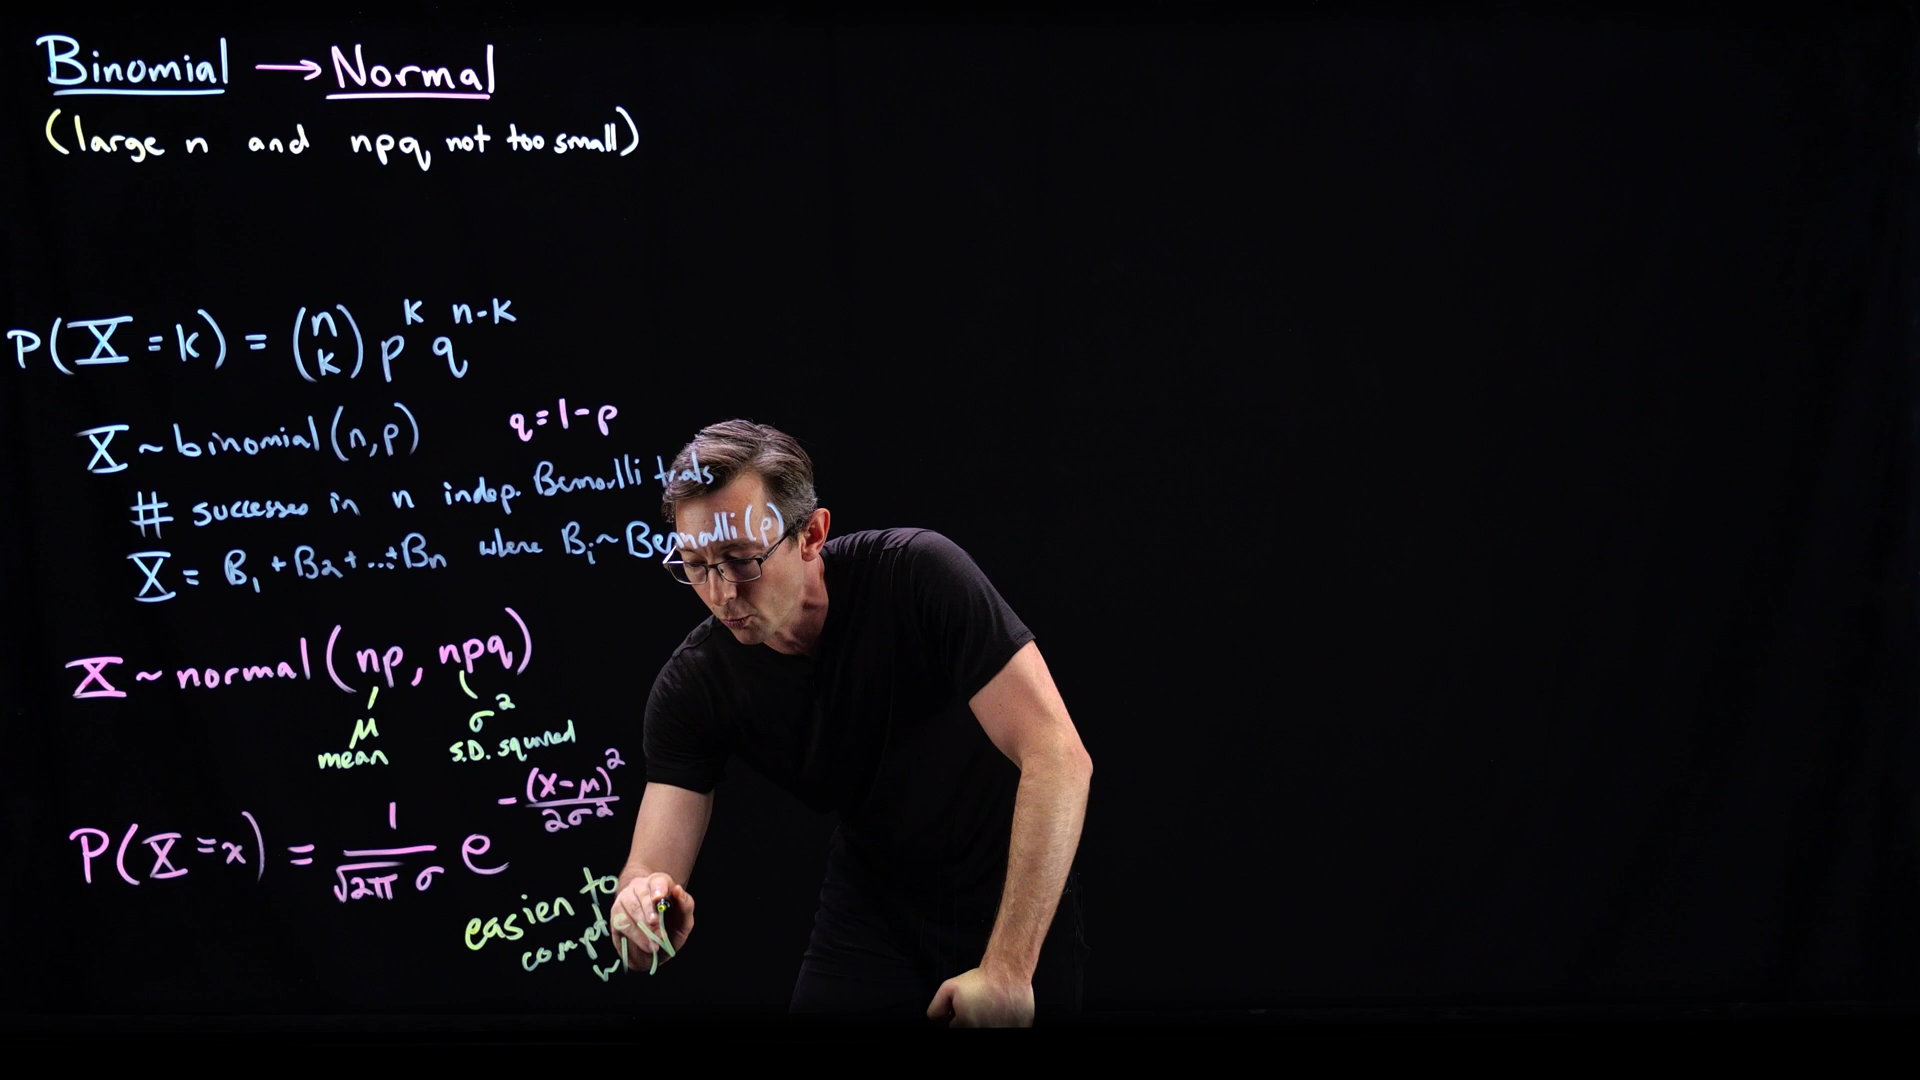 Binomial → Normal
(large n and npq not too small)
P(X = k) = (n k) p^k q^n-k
X ~ binomial(n,p)
q = 1-p
# successes in n indep. Bernoulli trials
X = B1 + B2 + ... + Bn where Bi ~ Bernoulli(p)
X ~ normal(np, npq)
μ σ^2
mean S.D. squared
P(X = x) = 1/(√2π σ) e^-(x-μ)^2/2σ^2
easier to
compute
w/ N